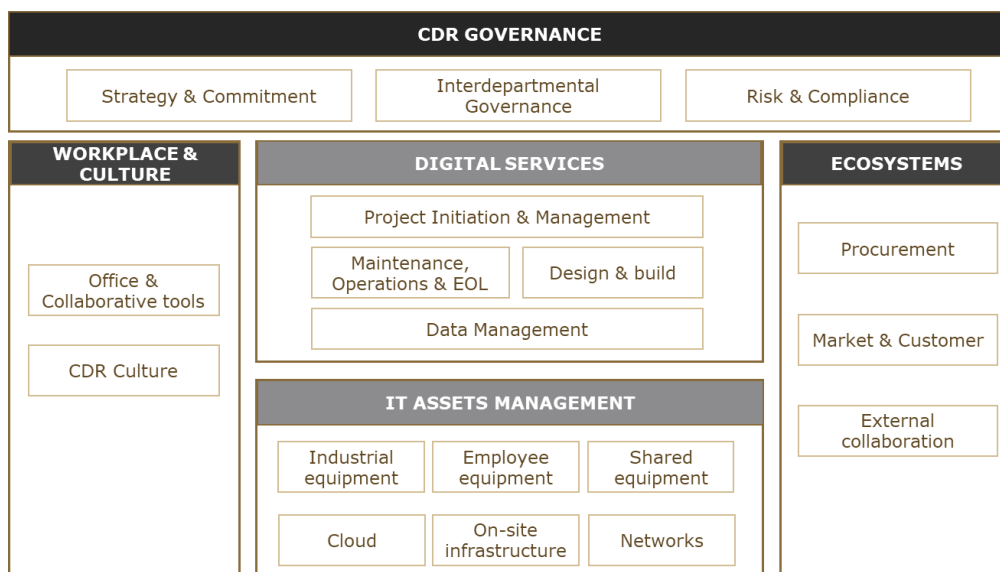 CDR GOVERNANCE
Strategy & Commitment
Interdepartmental
Governance
Risk & Compliance
WORKPLACE &
CULTURE
Office &
Collaborative tools
CDR Culture
DIGITAL SERVICES
Project Initiation & Management
Maintenance,
Operations & EOL
Design & build
Data Management
IT ASSETS MANAGEMENT
Industrial
equipment
Employee
equipment
Shared
equipment
Cloud
On-site
infrastructure
Networks
ECOSYSTEMS
Procurement
Market & Customer
External
collaboration